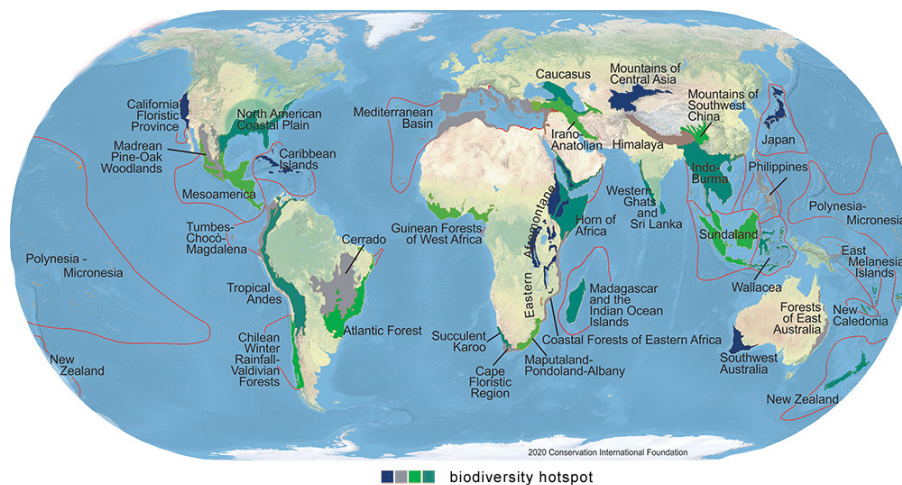 Caucasus
Mountains of
Central Asia
Mountains of
Southwest
China
California
Floristic
Province
North American
Coastal Plain
Mediterranean
Basin
Irano-
Anatolian
Himalaya
Japan
Madrean
Pine-Oak
Woodlands
Caribbean
Islands
Indo-
Burma
Philippines
Mesoamerica
Western
Ghats
and
Sri Lanka
Polynesia-
Micronesia
Guinean Forests
of West Africa
Horn of
Africa
Eastern Afromontane
Tumbes-
Chocó-
Magdalena
Cerrado
Sundaland
East
Melanesian
Islands
Polynesia -
Micronesia
Tropical
Andes
Madagascar
and the
Indian Ocean
Islands
Wallacea
Forests
of East
Australia
New
Caledonia
Atlantic Forest
Chilean
Winter
Rainfall-
Valdivian
Forests
Succulent
Karoo
Coastal Forests of Eastern Africa
Cape
Floristic
Region
Maputaland-
Pondoland-Albany
Southwest
Australia
New
Zealand
New Zealand
2020 Conservation International Foundation
biodiversity hotspot